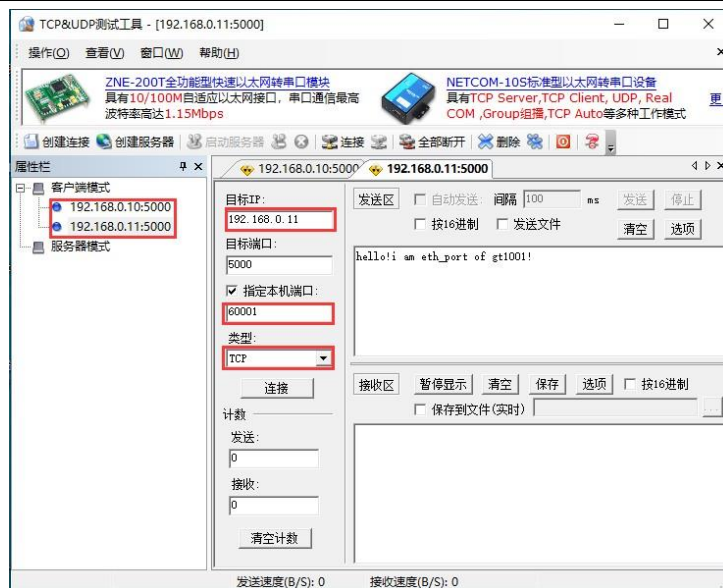 TCP&UDP测试工具 - [192.168.0.11:5000]
操作(O) 查看(V) 窗口(W) 帮助(H)
ZNE-200T全功能型快速以太网转串口模块
具有10/100M自适应以太网接口，串口通信最高
波特率高达1.15Mbps
NETCOM-10S标准型以太网转串口设备
具有TCP Server,TCP Client, UDP, Real
COM ,Group组播,TCP Auto等多种工作模式
更
创建连接 创建服务器 启动服务器 连接 全部断开 删除
属性栏
客户端模式
192.168.0.10:5000
192.168.0.11:5000
服务器模式
192.168.0.10:5000 192.168.0.11:5000
目标IP:
192.168.0.11
目标端口:
5000
指定本机端口:
60001
类型:
TCP
连接
计数
发送:
0
接收:
0
清空计数
发送区 自动发送: 间隔 100 ms 发送 停止
按16进制 发送文件 清空 选项
hello!i am eth_port of gt1001!
接收区 暂停显示 清空 保存 选项 按16进制
保存到文件(实时) ...
发送速度(B/S): 0 接收速度(B/S): 0